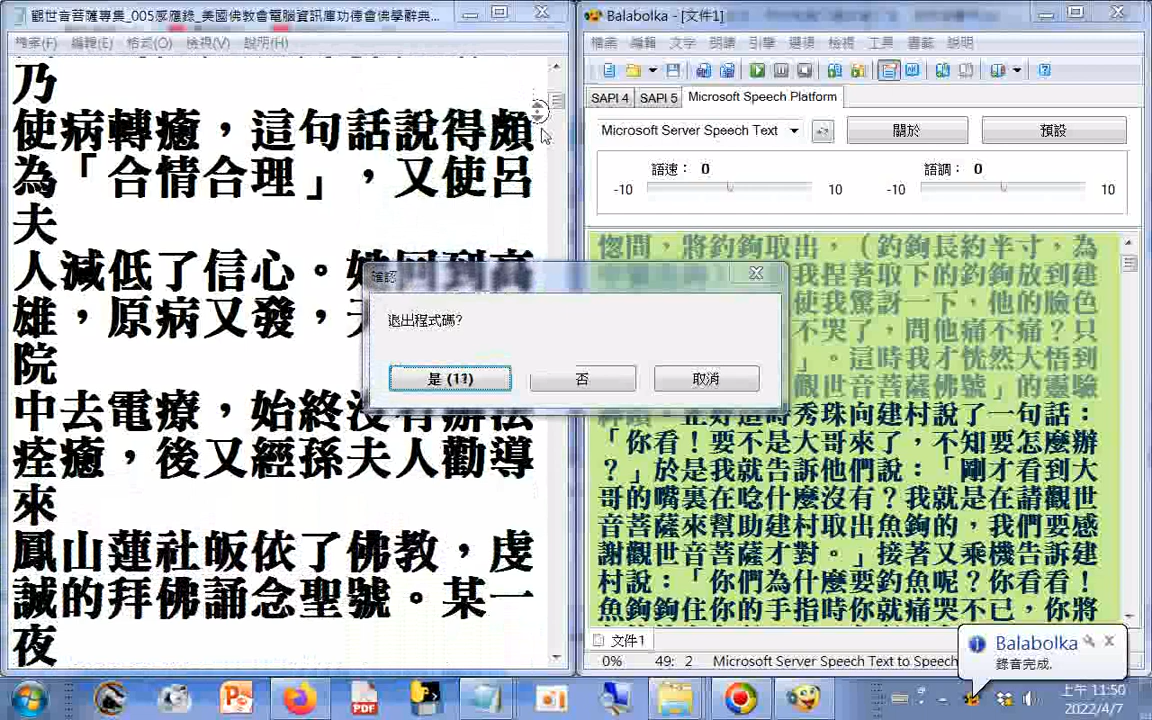 觀世音菩薩專集_005感應錄_美國佛教會電腦資訊庫功德會佛學辭典...
檔案(F) 編輯(E) 格式(O) 檢視(V) 說明(H)
乃
使病轉癒，這句話說得頗
為「合情合理」，又使呂
夫
人減低了信心。她回到高
雄，原病又發，
院
中去電療，始終沒有辦法
痊癒，後又經孫夫人勸導
來
鳳山蓮社皈依了佛教，虔
誠的拜佛誦念聖號。某一
夜
Balabolka - [文件1]
檔案 編輯 文字 朗讀 引擎 選項 檢視 工具 書籤 說明
SAPI 4 SAPI 5 Microsoft Speech Platform
Microsoft Server Speech Text
關於
預設
語速： 0
語調： 0
-10 10 -10 10
惚間，將釣鉤取出，（釣鉤長約半寸，為
我捏著取下的釣鉤放到建
使我驚訝一下，他的臉色
不哭了，問他痛不痛？只
」。這時我才恍然大悟到
觀世音菩薩佛號」的靈驗
正好這時秀珠向建村說了一句話：
「你看！要不是大哥來了，不知要怎麼辦
？」於是我就告訴他們說：「剛才看到大
哥的嘴裏在唸什麼沒有？我就是在請觀世
音菩薩來幫助建村取出魚鉤的，我們要感
謝觀世音菩薩才對。」接著又乘機告訴建
村說：「你們為什麼要釣魚呢？你看看！
魚鉤鉤住你的手指時你就痛哭不已，你將
確認
退出程式碼?
是 (11)
否
取消
文件1
0% 49: 2 Microsoft Server Speech Text to Speech
Balabolka
錄音完成.
上午 11:50
2022/4/7